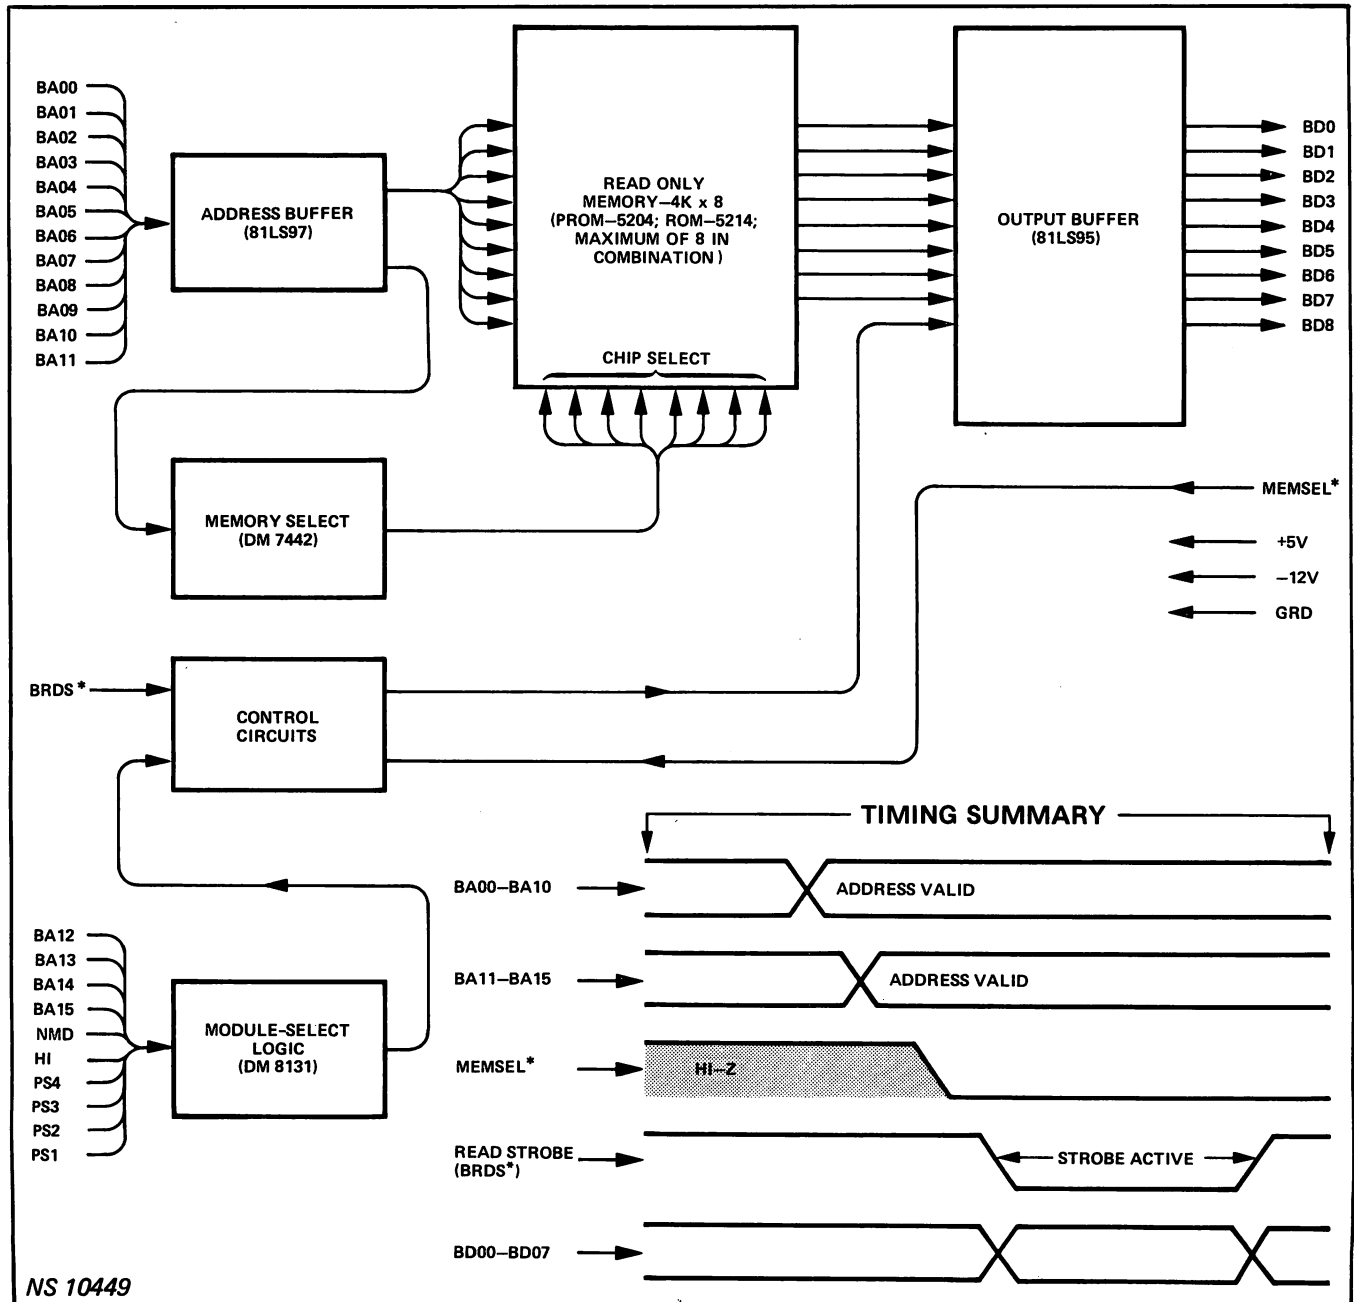 BA00
BA01
BA02
BA03
BA04
BA05
BA06
BA07
BA08
BA09
BA10
BA11
ADDRESS BUFFER
(81LS97)
READ ONLY
MEMORY–4K x 8
(PROM–5204; ROM–5214;
MAXIMUM OF 8 IN
COMBINATION)
CHIP SELECT
OUTPUT BUFFER
(81LS95)
BD0
BD1
BD2
BD3
BD4
BD5
BD6
BD7
BD8
MEMORY SELECT
(DM 7442)
MEMSEL*
+5V
–12V
GRD
BRDS*
CONTROL
CIRCUITS
BA12
BA13
BA14
BA15
NMD
HI
PS4
PS3
PS2
PS1
MODULE–SELECT
LOGIC
(DM 8131)
TIMING SUMMARY
BA00–BA10
ADDRESS VALID
BA11–BA15
ADDRESS VALID
MEMSEL*
HI–Z
READ STROBE
(BRDS*)
STROBE ACTIVE
BD00–BD07
NS 10449